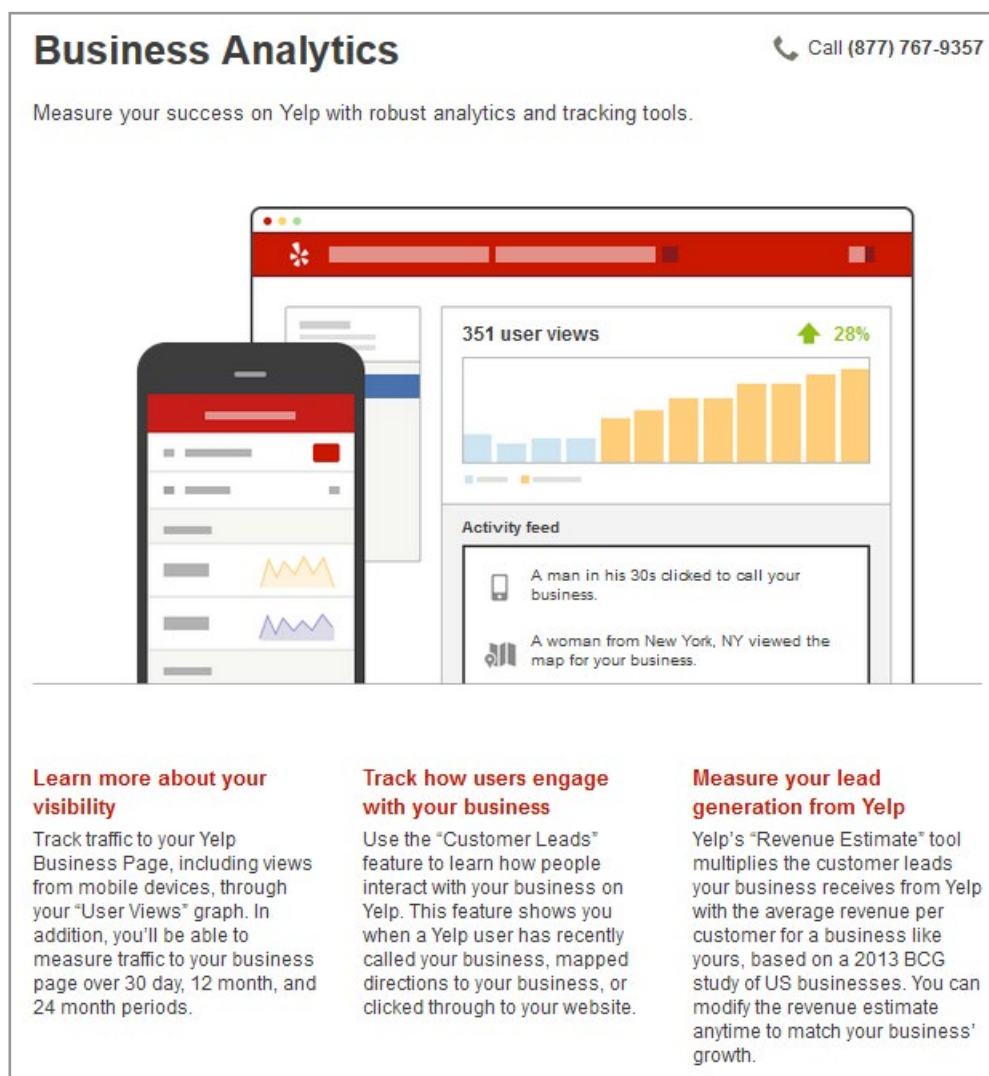 Business Analytics
Call (877) 767-9357
Measure your success on Yelp with robust analytics and tracking tools.
351 user views
28%
Activity feed
A man in his 30s clicked to call your
business.
A woman from New York, NY viewed the
map for your business.
Learn more about your
visibility
Track traffic to your Yelp
Business Page, including views
from mobile devices, through
your “User Views” graph. In
addition, you’ll be able to
measure traffic to your business
page over 30 day, 12 month, and
24 month periods.
Track how users engage
with your business
Use the “Customer Leads”
feature to learn how people
interact with your business on
Yelp. This feature shows you
when a Yelp user has recently
called your business, mapped
directions to your business, or
clicked through to your website.
Measure your lead
generation from Yelp
Yelp’s “Revenue Estimate” tool
multiplies the customer leads
your business receives from Yelp
with the average revenue per
customer for a business like
yours, based on a 2013 BCG
study of US businesses. You can
modify the revenue estimate
anytime to match your business’
growth.